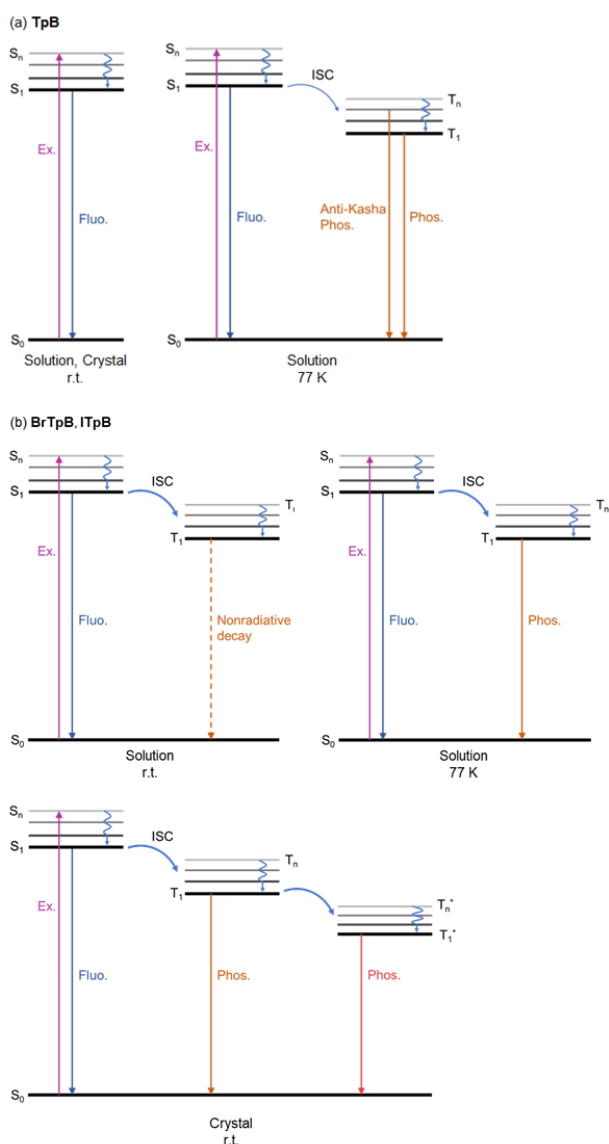 (a) TpB
Sn
S1
Ex.
Fluo.
S0
Solution, Crystal
r.t.
Sn
S1
ISC
Tn
T1
Ex.
Fluo.
Anti-Kasha
Phos.
Phos.
S0
Solution
77 K
(b) BrTpB, ITpB
Sn
S1
ISC
T1
Ex.
Fluo.
Nonradiative
decay
S0
Solution
r.t.
Sn
S1
ISC
Tn
T1
Ex.
Fluo.
Phos.
S0
Solution
77 K
Sn
S1
ISC
Tn
T1
Tn*
T1*
Ex.
Fluo.
Phos.
Phos.
S0
Crystal
r.t.